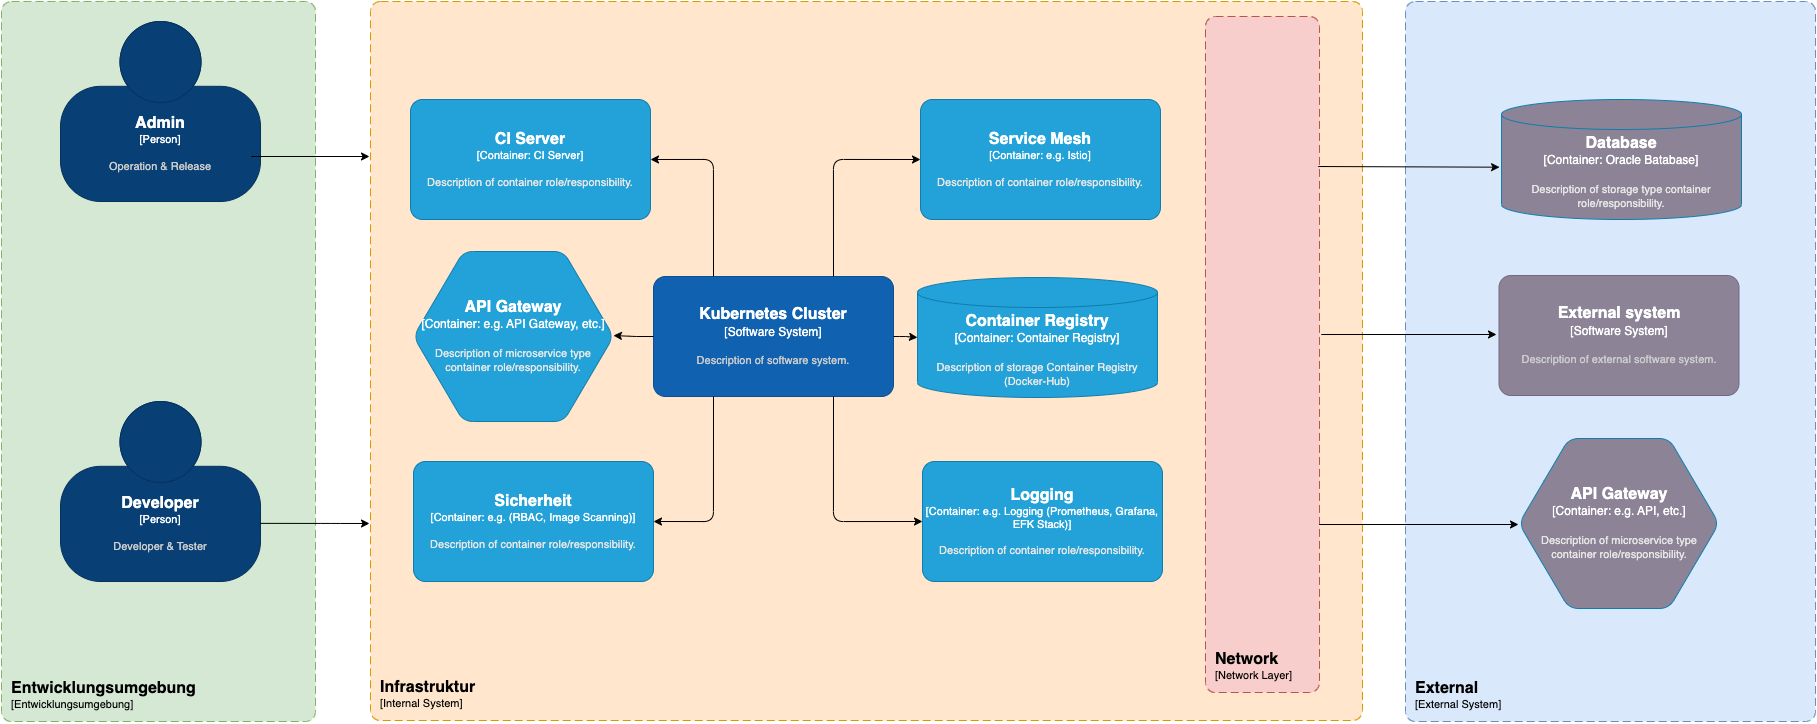 Admin
[Person]
Operation & Release
Developer
[Person]
Developer & Tester
Entwicklungsumgebung
[Entwicklungsumgebung]
CI Server
[Container: CI Server]
Description of container role/responsibility.
Service Mesh
[Container: e.g. Istio]
Description of container role/responsibility.
API Gateway
[Container: e.g. API Gateway, etc.]
Description of microservice type
container role/responsibility.
Kubernetes Cluster
[Software System]
Description of software system.
Container Registry
[Container: Container Registry]
Description of storage Container Registry
(Docker-Hub)
Sicherheit
[Container: e.g. (RBAC, Image Scanning)]
Description of container role/responsibility.
Logging
[Container: e.g. Logging (Prometheus, Grafana,
EFK Stack)]
Description of container role/responsibility.
Infrastruktur
[Internal System]
Network
[Network Layer]
Database
[Container: Oracle Batabase]
Description of storage type container
role/responsibility.
External system
[Software System]
Description of external software system.
API Gateway
[Container: e.g. API, etc.]
Description of microservice type
container role/responsibility.
External
[External System]